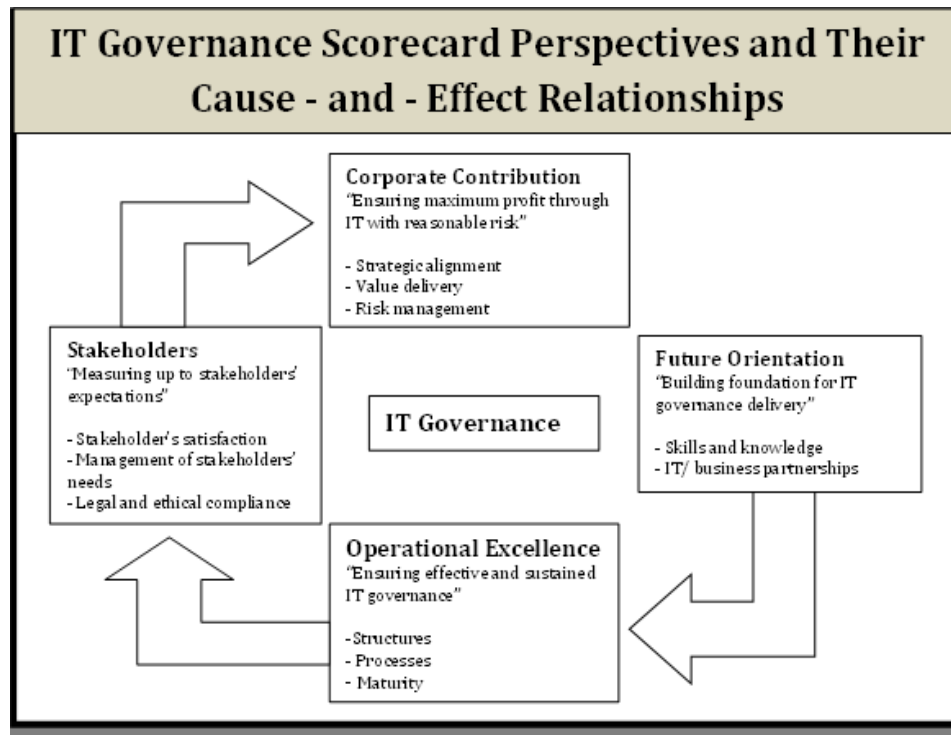 IT Governance Scorecard Perspectives and Their
Cause - and - Effect Relationships
Corporate Contribution
“Ensuring maximum profit through
IT with reasonable risk”
- Strategic alignment
- Value delivery
- Risk management
Stakeholders
“Measuring up to stakeholders’
expectations”
- Stakeholder’s satisfaction
- Management of stakeholders’
needs
- Legal and ethical compliance
IT Governance
Future Orientation
“Building foundation for IT
governance delivery”
- Skills and knowledge
- IT/ business partnerships
Operational Excellence
“Ensuring effective and sustained
IT governance”
-Structures
- Processes
- Maturity